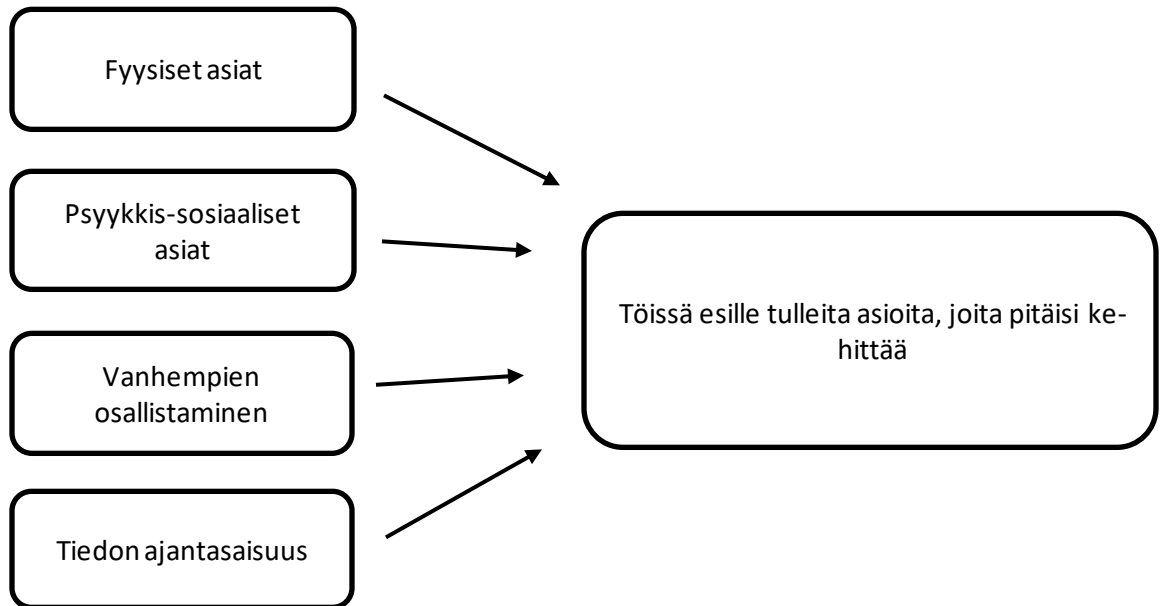 Fyysiset asiat
Psyykkis-sosiaaliset
asiat
Vanhempien
osallistaminen
Tiedon ajantasaisuus
Töissä esille tulleita asioita, joita pitäisi ke-
hittää